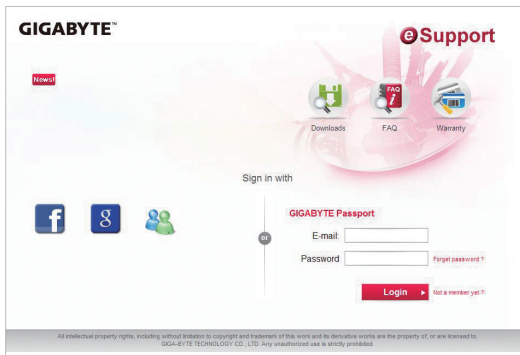 GIGABYTE™
eSupport
News!
FAQ
Downloads FAQ Warranty
Sign in with
or
GIGABYTE Passport
E-mail:
Password
Forget password ?
Login
Not a member yet ?
All intellectual property rights, including without limitation to copyright and trademark of this work and its derivative works are the property of, or are licensed to,
GIGA-BYTE TECHNOLOGY CO., LTD. Any unauthorized use is strictly prohibited.